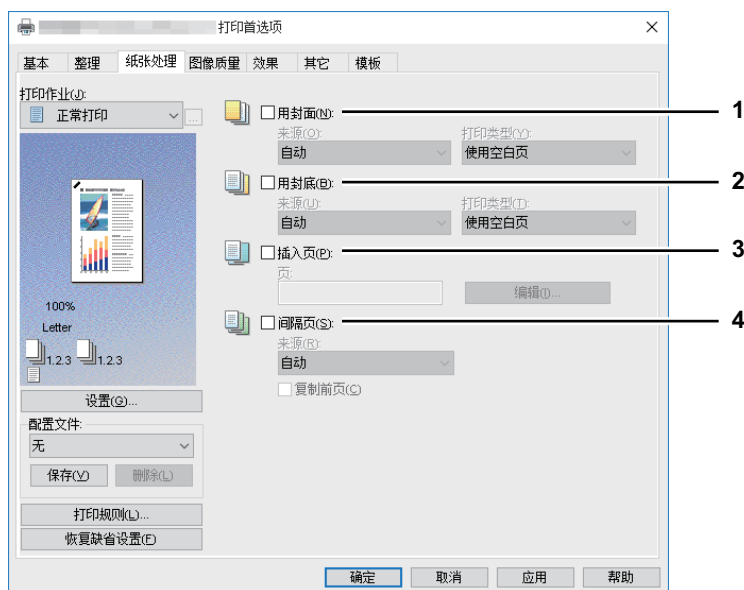 打印首选项
基本 整理 纸张处理 图像质量 效果 其它 模板
打印作业(J):
正常打印
...
100%
Letter
1.2.3 1.2.3
设置(G)...
配置文件:
无
保存(V) 删除(L)
打印规则(L)...
恢复缺省设置(F)
用封面(N): 1
来源(O): 打印类型(Y):
自动 使用空白页
用封底(B): 2
来源(U): 打印类型(T):
自动 使用空白页
插入页(P): 3
页:
编辑(I)...
间隔页(S): 4
来源(R):
自动
复制前页(C)
确定 取消 应用 帮助